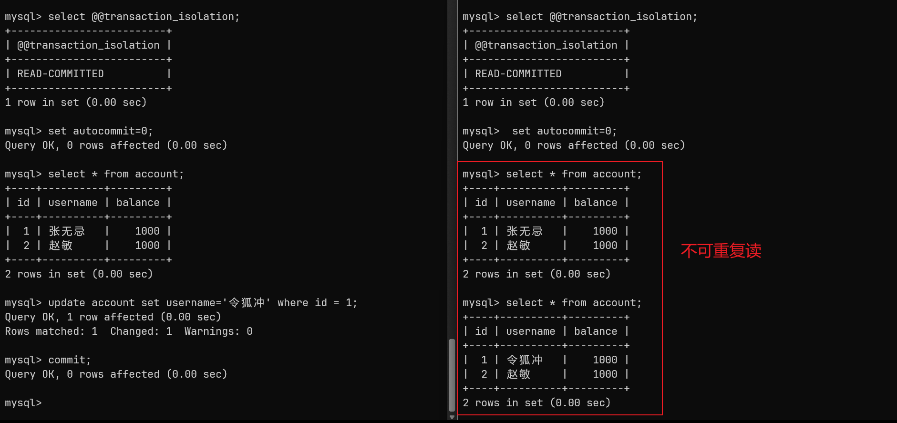 mysql> select @@transaction_isolation;
+-------------------------+
| @@transaction_isolation |
+-------------------------+
| READ-COMMITTED          |
+-------------------------+
1 row in set (0.00 sec)

mysql> set autocommit=0;
Query OK, 0 rows affected (0.00 sec)

mysql> select * from account;
+----+----------+---------+
| id | username | balance |
+----+----------+---------+
|  1 | 张无忌   |    1000 |
|  2 | 赵敏     |    1000 |
+----+----------+---------+
2 rows in set (0.00 sec)

mysql> update account set username='令狐冲' where id = 1;
Query OK, 1 row affected (0.00 sec)
Rows matched: 1  Changed: 1  Warnings: 0

mysql> commit;
Query OK, 0 rows affected (0.00 sec)

mysql>
mysql> select @@transaction_isolation;
+-------------------------+
| @@transaction_isolation |
+-------------------------+
| READ-COMMITTED          |
+-------------------------+
1 row in set (0.00 sec)

mysql>  set autocommit=0;
Query OK, 0 rows affected (0.00 sec)

mysql> select * from account;
+----+----------+---------+
| id | username | balance |
+----+----------+---------+
|  1 | 张无忌   |    1000 |
|  2 | 赵敏     |    1000 |
+----+----------+---------+
2 rows in set (0.00 sec)

mysql> select * from account;
+----+----------+---------+
| id | username | balance |
+----+----------+---------+
|  1 | 令狐冲   |    1000 |
|  2 | 赵敏     |    1000 |
+----+----------+---------+
2 rows in set (0.00 sec)
不可重复读